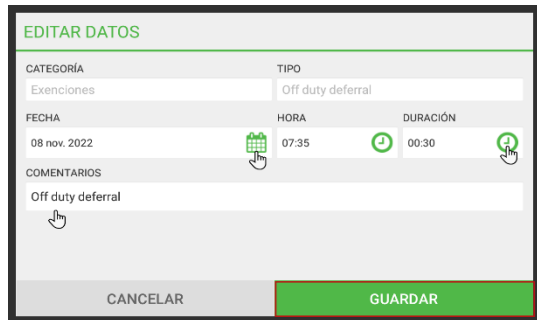 EDITAR DATOS
CATEGORÍA TIPO
Exenciones Off duty deferral
FECHA HORA DURACIÓN
08 nov. 2022 07:35 00:30
COMENTARIOS
Off duty deferral
CANCELAR GUARDAR